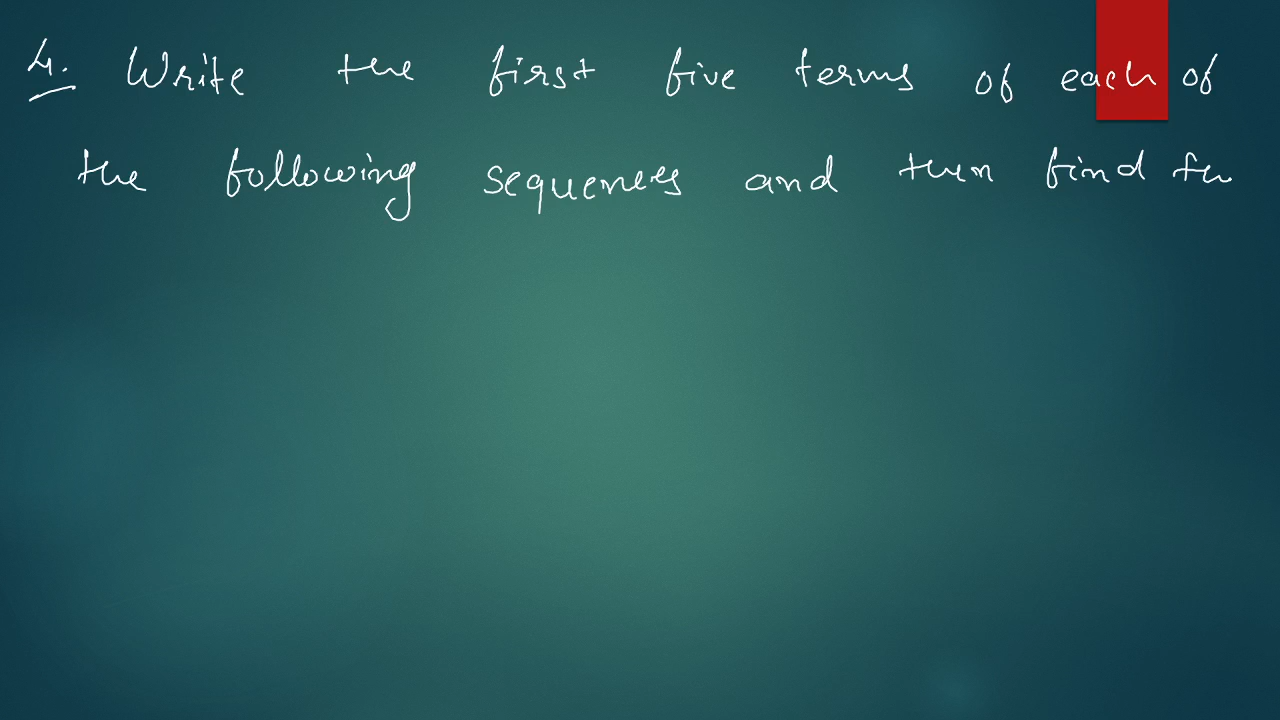 4. Write the first five terms of each of
the following sequences and then find the